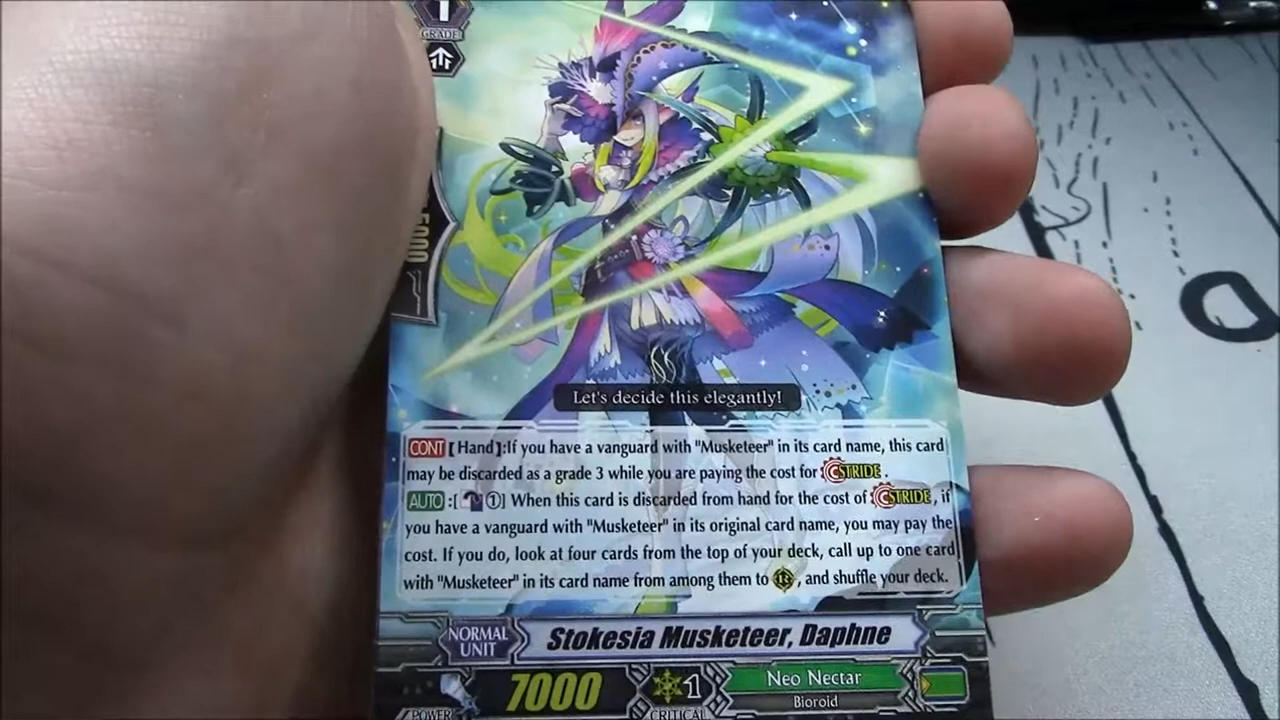 1
GRADE
5000
Let's decide this elegantly!
CONT [Hand]:If you have a vanguard with "Musketeer" in its card name, this card
may be discarded as a grade 3 while you are paying the cost for STRIDE.
AUTO:[①] When this card is discarded from hand for the cost of STRIDE, if
you have a vanguard with "Musketeer" in its original card name, you may pay the
cost. If you do, look at four cards from the top of your deck, call up to one card
with "Musketeer" in its card name from among them to , and shuffle your deck.
NORMAL
UNIT
Stokesia Musketeer, Daphne
POWER
7000
1
CRITICAL
Neo Nectar
Bioroid